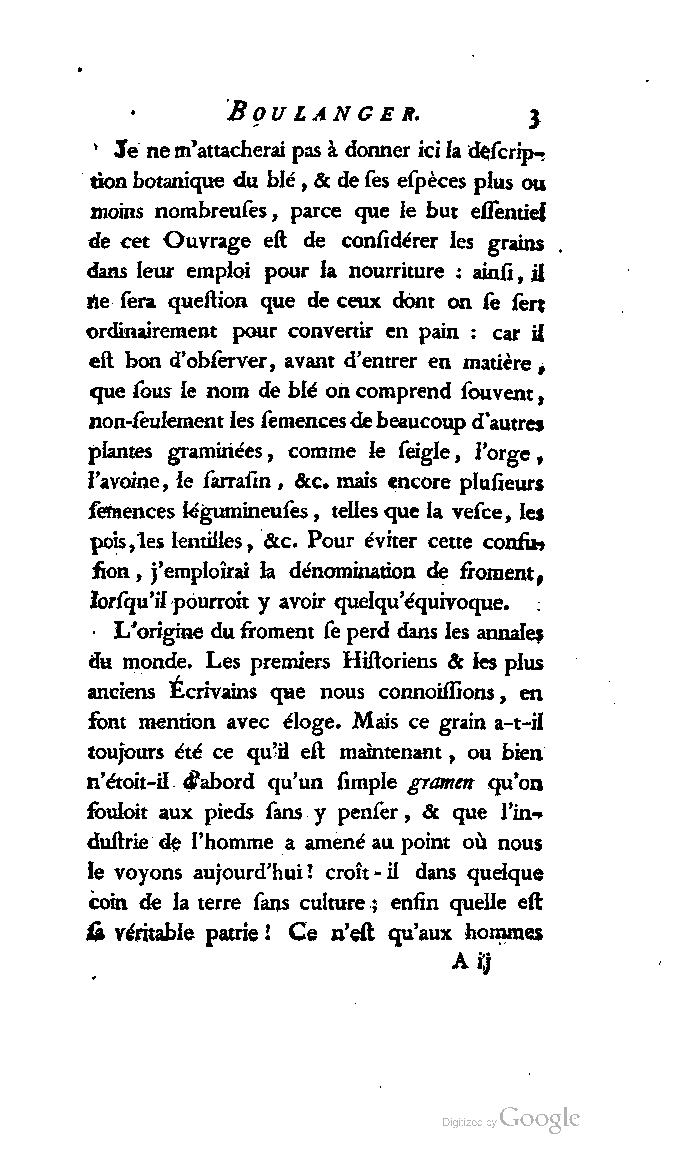 BOULANGER. 3
Je ne m'attacherai pas à donner ici la deſcrip-
tion botanique du blé, & de ſes eſpèces plus ou
moins nombreuſes, parce que le but eſſentiel
de cet Ouvrage eſt de conſidérer les grains
dans leur emploi pour la nourriture : ainſi, il
ne ſera queſtion que de ceux dont on ſe ſert
ordinairement pour convertir en pain : car il
eſt bon d'obſerver, avant d'entrer en matière,
que ſous le nom de blé on comprend ſouvent,
non-ſeulement les ſemences de beaucoup d'autres
plantes graminées, comme le ſeigle, l'orge,
l'avoine, le ſarraſin, &c. mais encore pluſieurs
ſemences légumineuſes, telles que la veſce, les
pois, les lentilles, &c. Pour éviter cette confu-
ſion, j'emploîrai la dénomination de froment,
lorſqu'il pourroit y avoir quelqu'équivoque.
L'origine du froment ſe perd dans les annales
du monde. Les premiers Hiſtoriens & les plus
anciens Écrivains que nous connoiſſions, en
font mention avec éloge. Mais ce grain a-t-il
toujours été ce qu'il eſt maintenant, ou bien
n'étoit-il d'abord qu'un ſimple gramen qu'on
fouloit aux pieds ſans y penſer, & que l'in-
duſtrie de l'homme a amené au point où nous
le voyons aujourd'hui! croît-il dans quelque
coin de la terre ſans culture ; enfin quelle eſt
ſa véritable patrie! Ce n'eſt qu'aux hommes
A ij
Digitized by Google